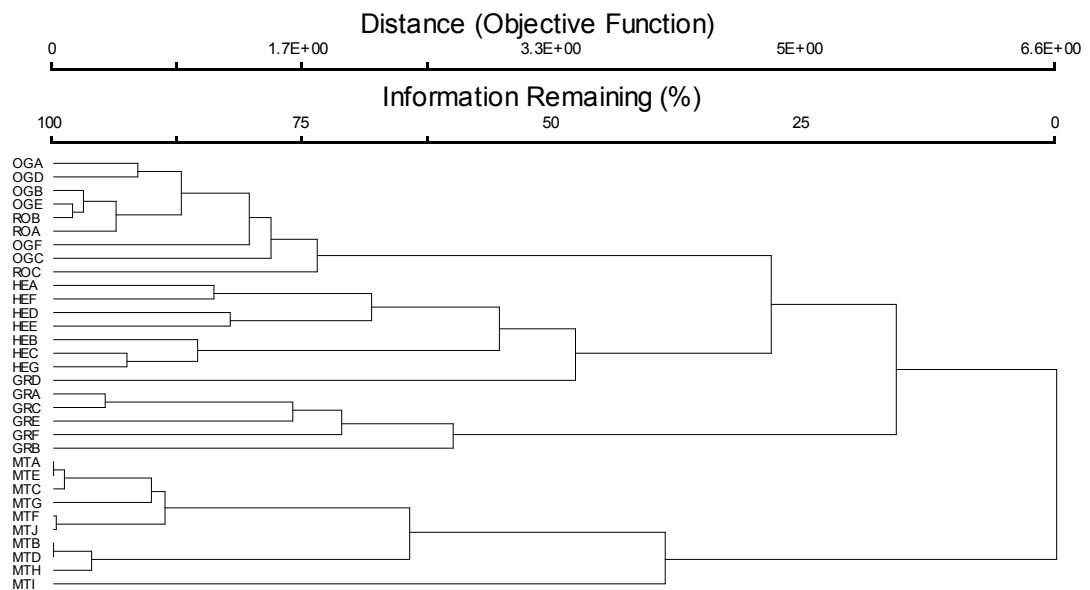 Distance (Objective Function)
0 1.7E+00 3.3E+00 5E+00 6.6E+00
Information Remaining (%)
100 75 50 25 0
OGA
OGD
OGB
OGE
ROB
ROA
OGF
OGC
ROC
HEA
HEF
HED
HEE
HEB
HEC
HEG
GRD
GRA
GRC
GRE
GRF
GRB
MTA
MTE
MTC
MTG
MTF
MTJ
MTB
MTD
MTH
MTI